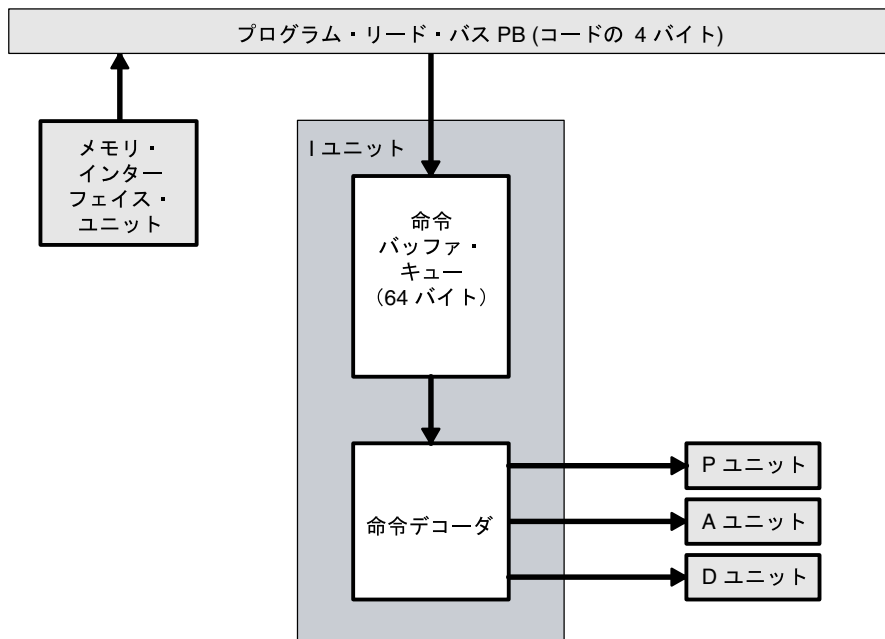 プログラム・リード・バス PB (コードの 4 バイト)
メモリ・
インター
フェイス・
ユニット
I ユニット
命令
バッファ・
キュー
（64 バイト）
命令デコーダ
P ユニット
A ユニット
D ユニット